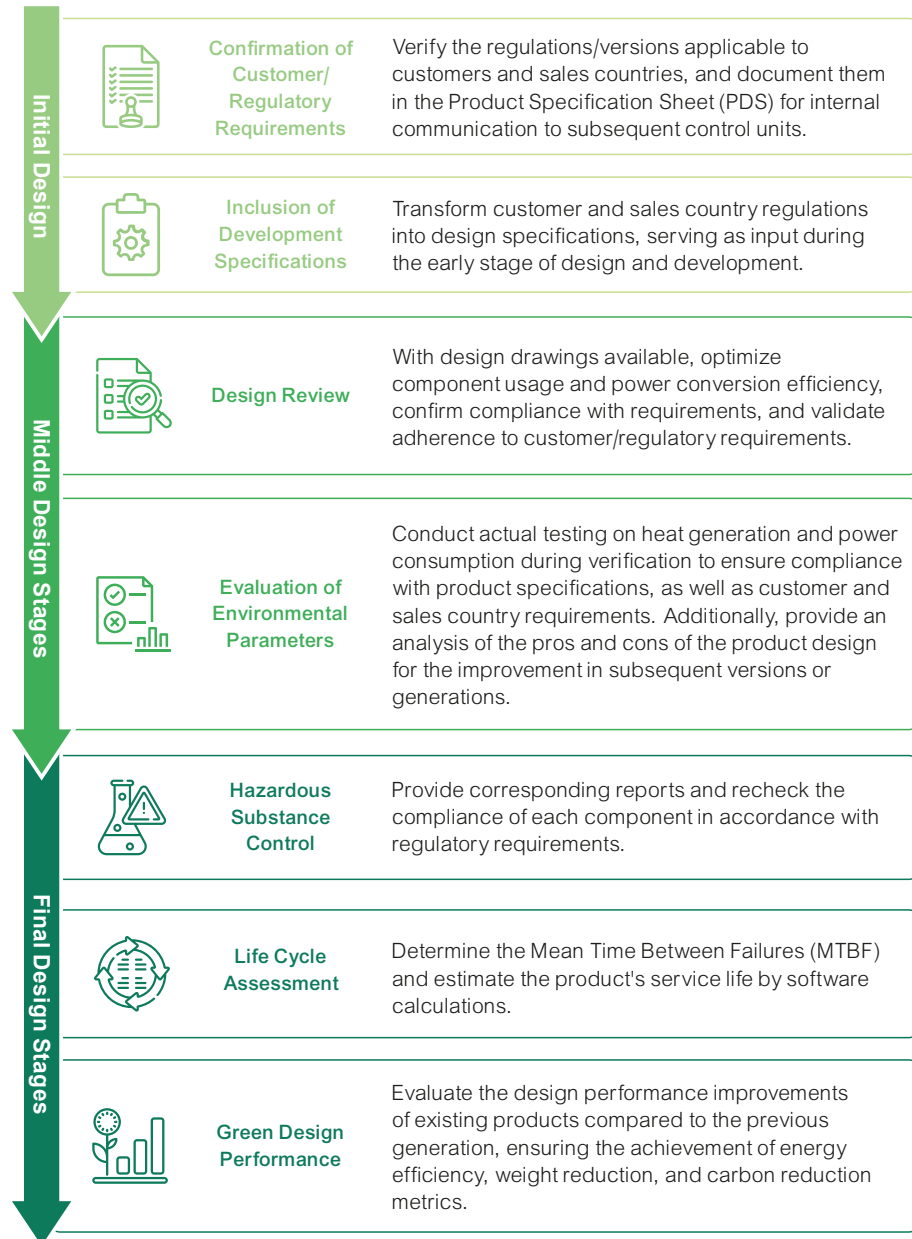 Initial Design
Confirmation of
Customer/
Regulatory
Requirements
Verify the regulations/versions applicable to
customers and sales countries, and document them
in the Product Specification Sheet (PDS) for internal
communication to subsequent control units.
Inclusion of
Development
Specifications
Transform customer and sales country regulations
into design specifications, serving as input during
the early stage of design and development.
Middle Design Stages
Design Review
With design drawings available, optimize
component usage and power conversion efficiency,
confirm compliance with requirements, and validate
adherence to customer/regulatory requirements.
Evaluation of
Environmental
Parameters
Conduct actual testing on heat generation and power
consumption during verification to ensure compliance
with product specifications, as well as customer and
sales country requirements. Additionally, provide an
analysis of the pros and cons of the product design
for the improvement in subsequent versions or
generations.
Final Design Stages
Hazardous
Substance
Control
Provide corresponding reports and recheck the
compliance of each component in accordance with
regulatory requirements.
Life Cycle
Assessment
Determine the Mean Time Between Failures (MTBF)
and estimate the product's service life by software
calculations.
Green Design
Performance
Evaluate the design performance improvements
of existing products compared to the previous
generation, ensuring the achievement of energy
efficiency, weight reduction, and carbon reduction
metrics.